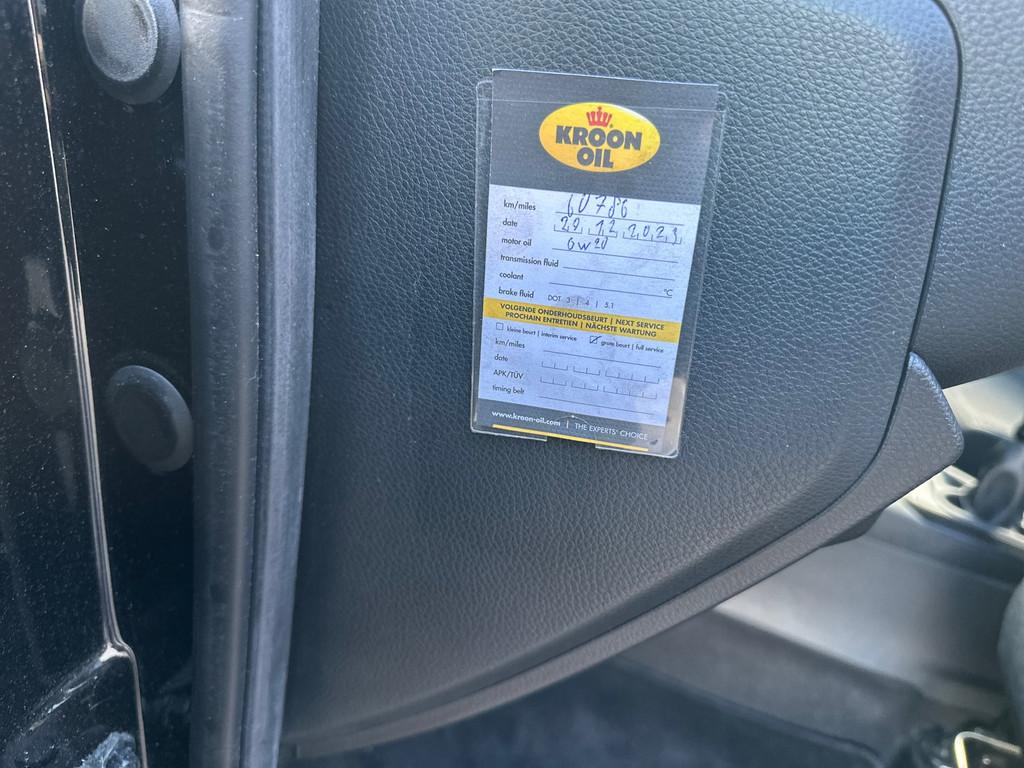 KROON
OIL
km/miles 60786
date 29 12 2023
motor oil 0w20
transmission fluid
coolant °C
brake fluid DOT 3 | 4 | 5.1
VOLGENDE ONDERHOUDSBEURT | NEXT SERVICE
PROCHAIN ENTRETIEN | NÄCHSTE WARTUNG
kleine beurt | interim service grote beurt | full service
km/miles
date
APK/TÜV
timing belt
www.kroon-oil.com | THE EXPERTS' CHOICE